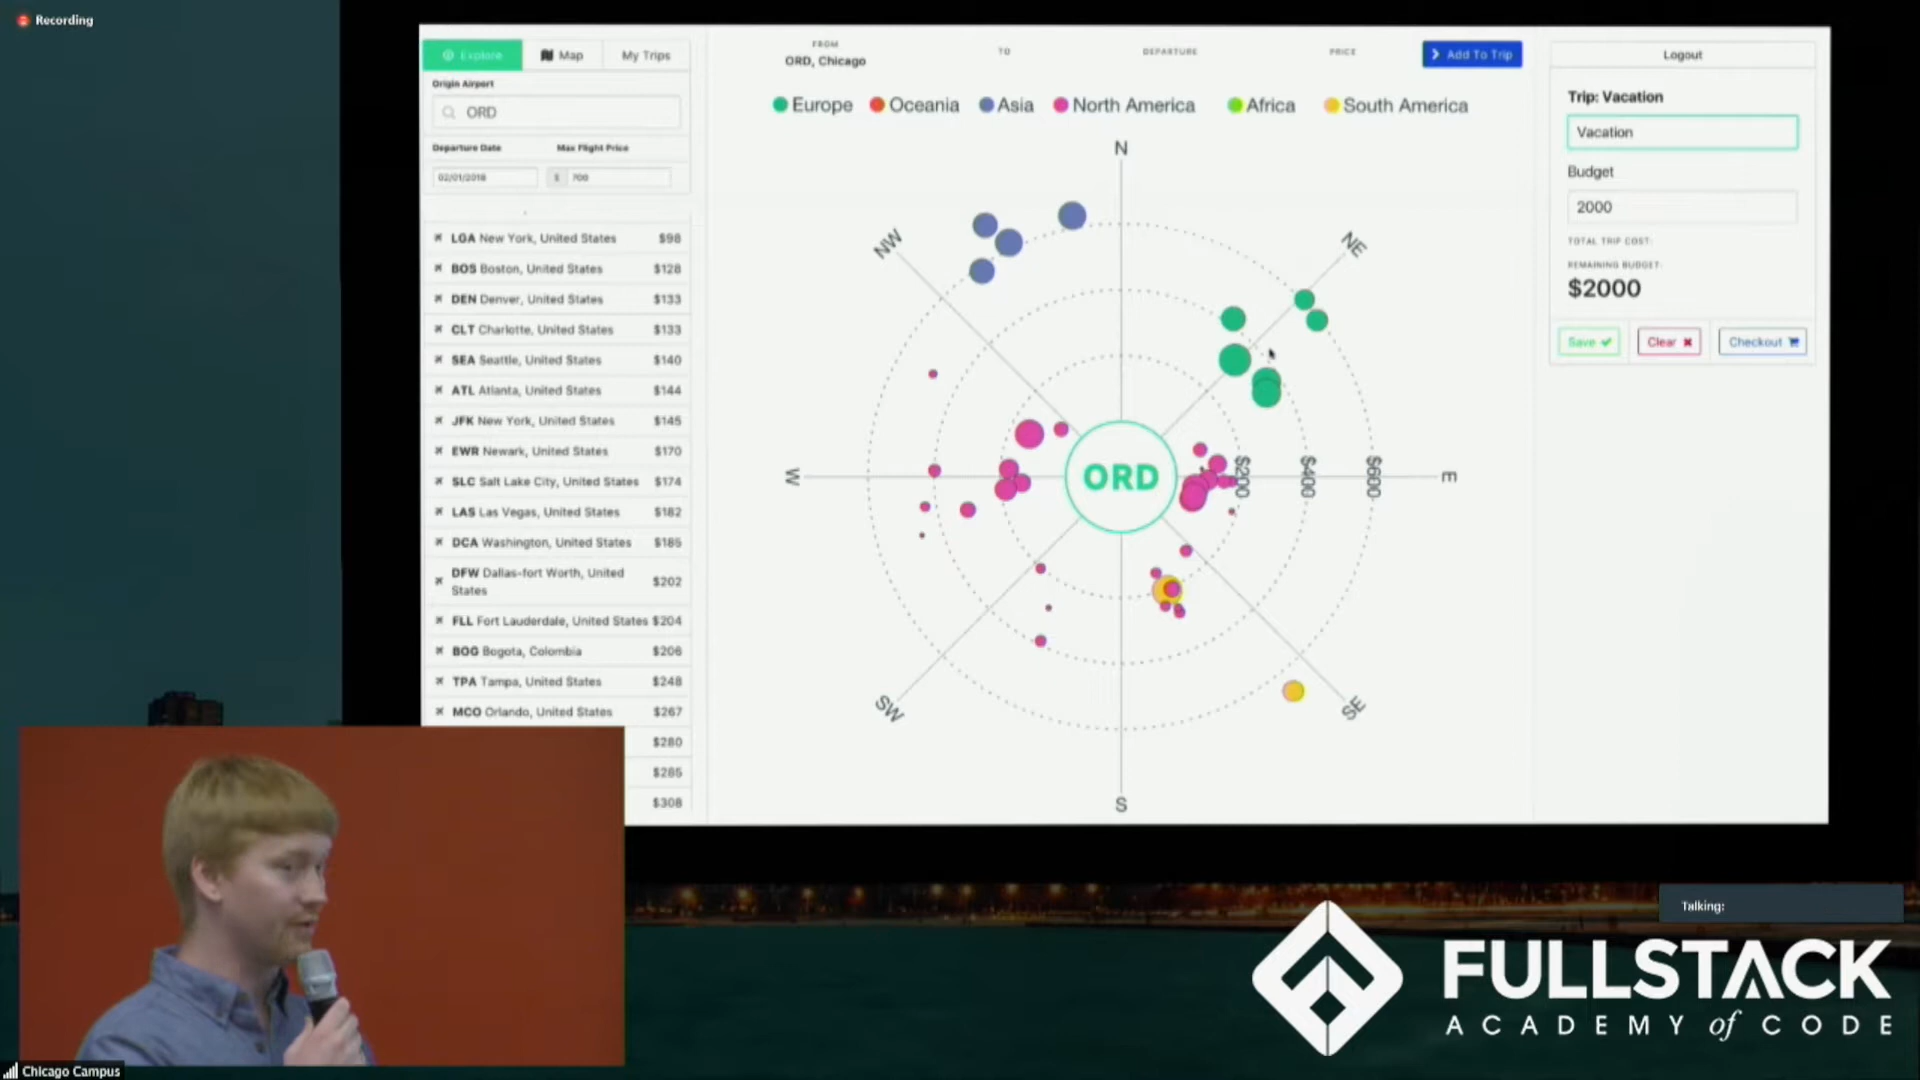 Recording
Explore
Map
My Trips
Origin Airport
ORD
Departure Date
Max Flight Price
02/01/2018
$ 700
LGA New York, United States $98
BOS Boston, United States $128
DEN Denver, United States $133
CLT Charlotte, United States $133
SEA Seattle, United States $140
ATL Atlanta, United States $144
JFK New York, United States $145
EWR Newark, United States $170
SLC Salt Lake City, United States $174
LAS Las Vegas, United States $182
DCA Washington, United States $185
DFW Dallas-fort Worth, United
States $202
FLL Fort Lauderdale, United States $204
BOG Bogota, Colombia $206
TPA Tampa, United States $248
MCO Orlando, United States $267
$280
$285
$308
FROM
ORD, Chicago
TO
DEPARTURE
PRICE
Add To Trip
Europe
Oceania
Asia
North America
Africa
South America
N
NW
NE
W
ORD
$200
$400
$600
E
SW
SE
S
Logout
Trip: Vacation
Vacation
Budget
2000
TOTAL TRIP COST:
REMAINING BUDGET:
$2000
Save
Clear
Checkout
Talking:
FULLSTACK
ACADEMY of CODE
Chicago Campus